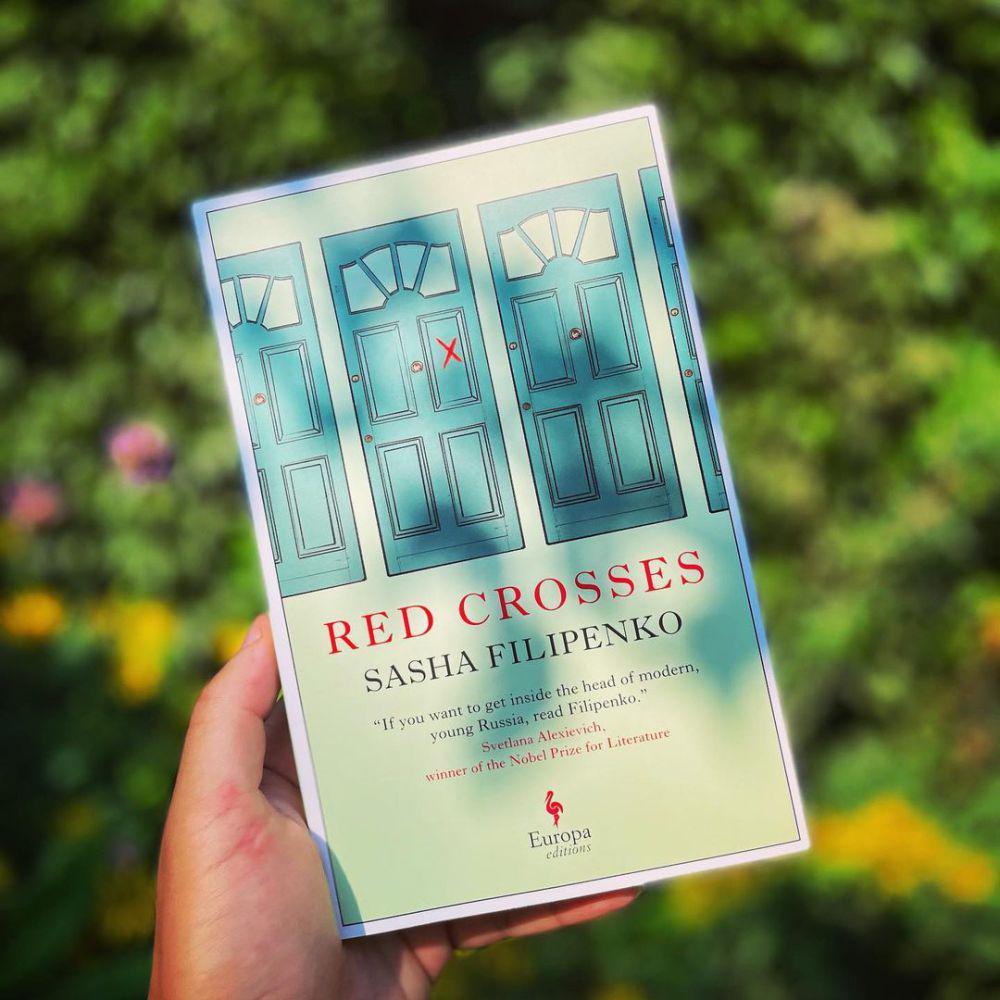 RED CROSSES
SASHA FILIPENKO
“If you want to get inside the head of modern,
young Russia, read Filipenko.”
Svetlana Alexievich,
winner of the Nobel Prize for Literature
Europa
editions